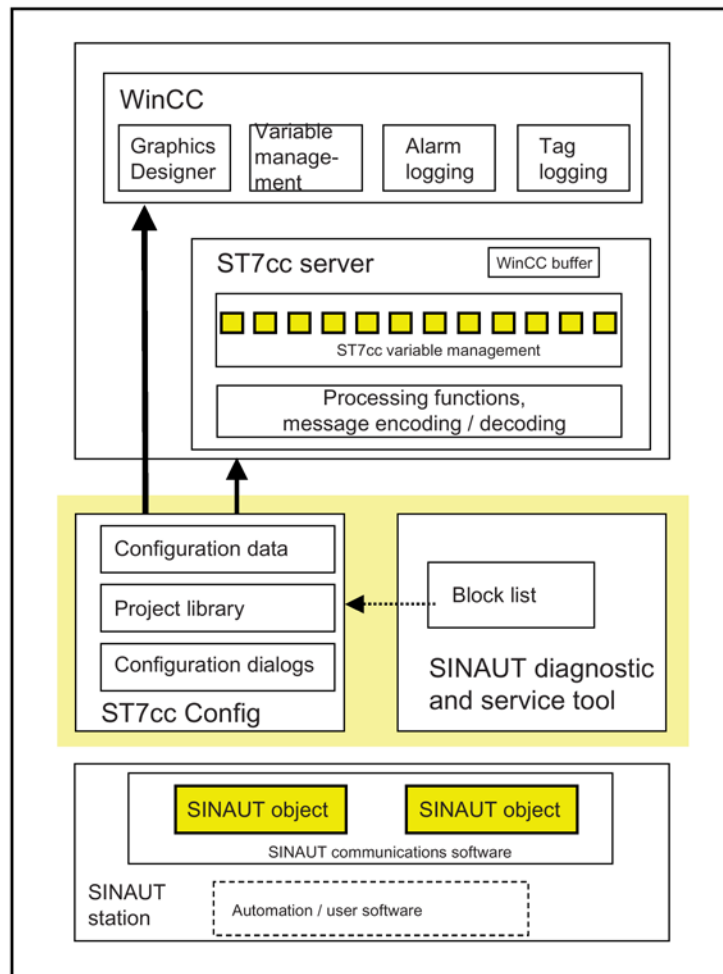 WinCC
Graphics
Designer
Variable
manage-
ment
Alarm
logging
Tag
logging
ST7cc server
WinCC buffer
ST7cc variable management
Processing functions,
message encoding / decoding
Configuration data
Project library
Configuration dialogs
ST7cc Config
Block list
SINAUT diagnostic
and service tool
SINAUT object
SINAUT object
SINAUT communications software
SINAUT
station
Automation / user software